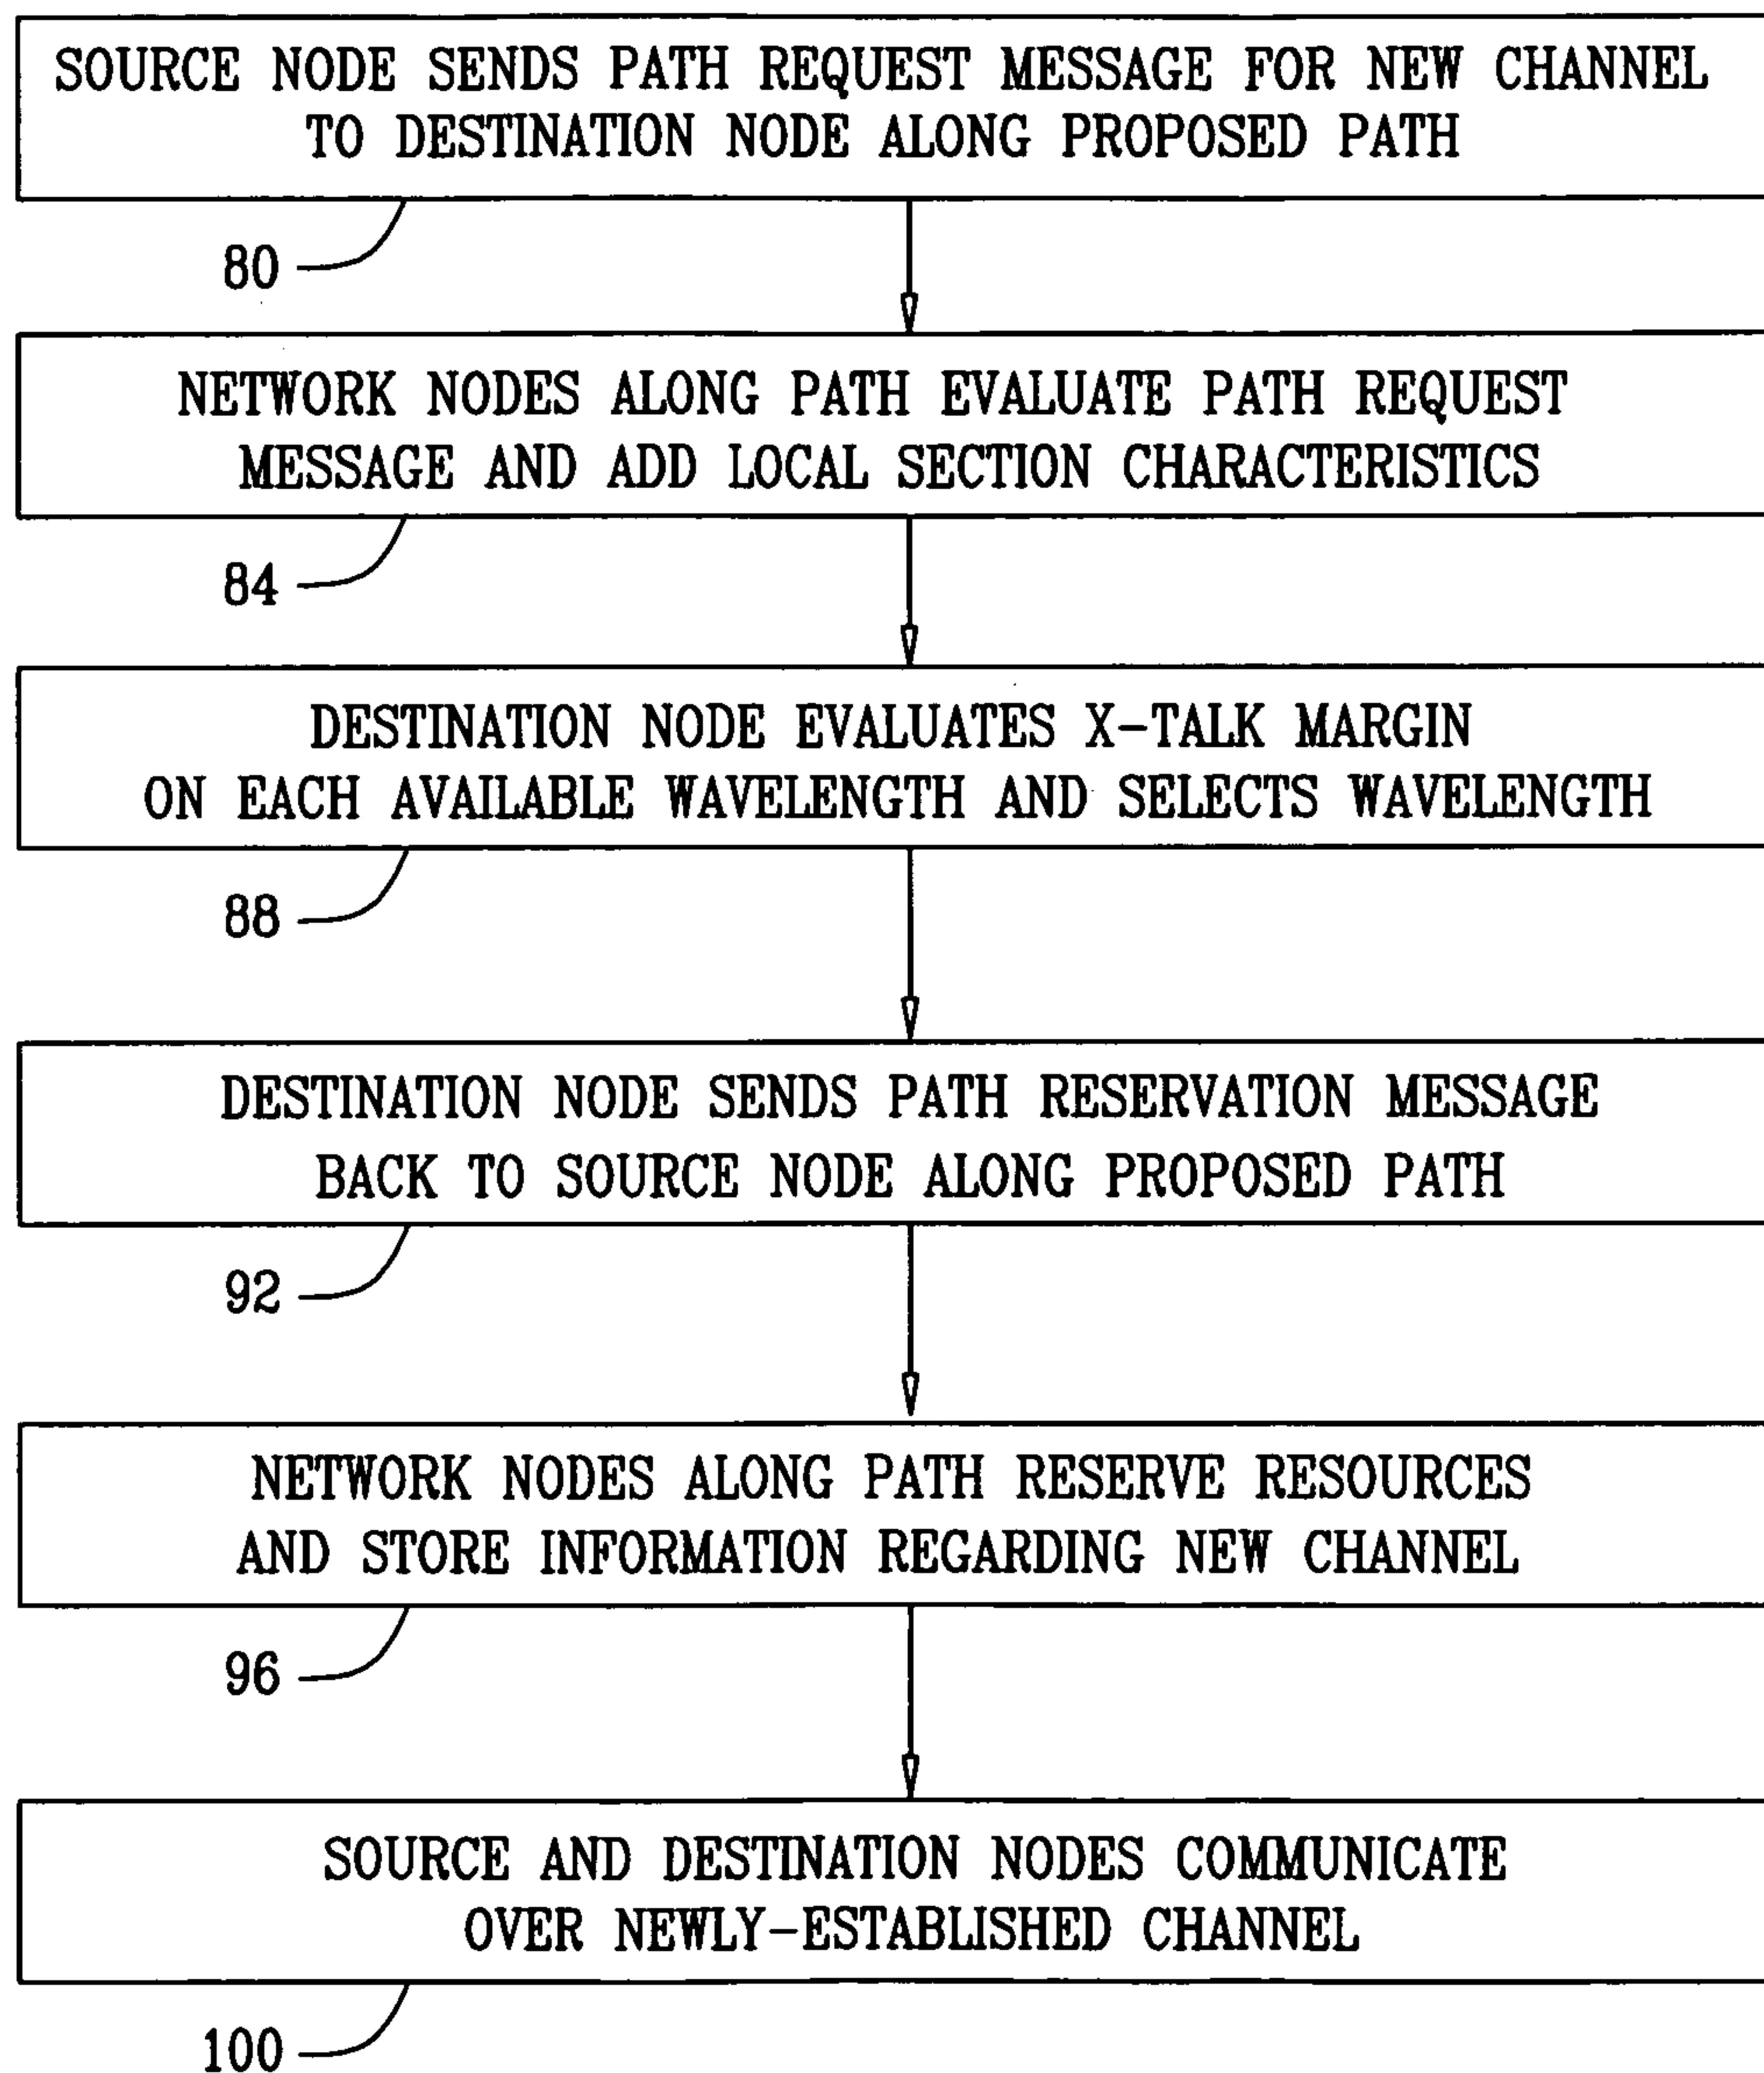 SOURCE NODE SENDS PATH REQUEST MESSAGE FOR NEW CHANNEL
TO DESTINATION NODE ALONG PROPOSED PATH
80
NETWORK NODES ALONG PATH EVALUATE PATH REQUEST
MESSAGE AND ADD LOCAL SECTION CHARACTERISTICS
84
DESTINATION NODE EVALUATES X-TALK MARGIN
ON EACH AVAILABLE WAVELENGTH AND SELECTS WAVELENGTH
88
DESTINATION NODE SENDS PATH RESERVATION MESSAGE
BACK TO SOURCE NODE ALONG PROPOSED PATH
92
NETWORK NODES ALONG PATH RESERVE RESOURCES
AND STORE INFORMATION REGARDING NEW CHANNEL
96
SOURCE AND DESTINATION NODES COMMUNICATE
OVER NEWLY-ESTABLISHED CHANNEL
100